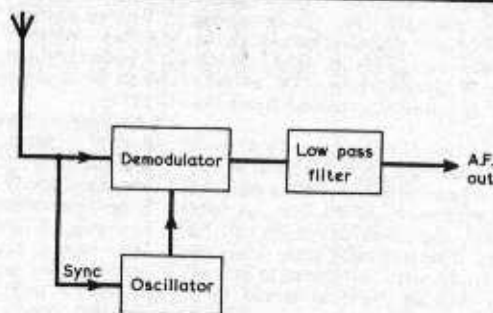 Demodulator
Low pass
filter
A.F.
out
Sync
Oscillator